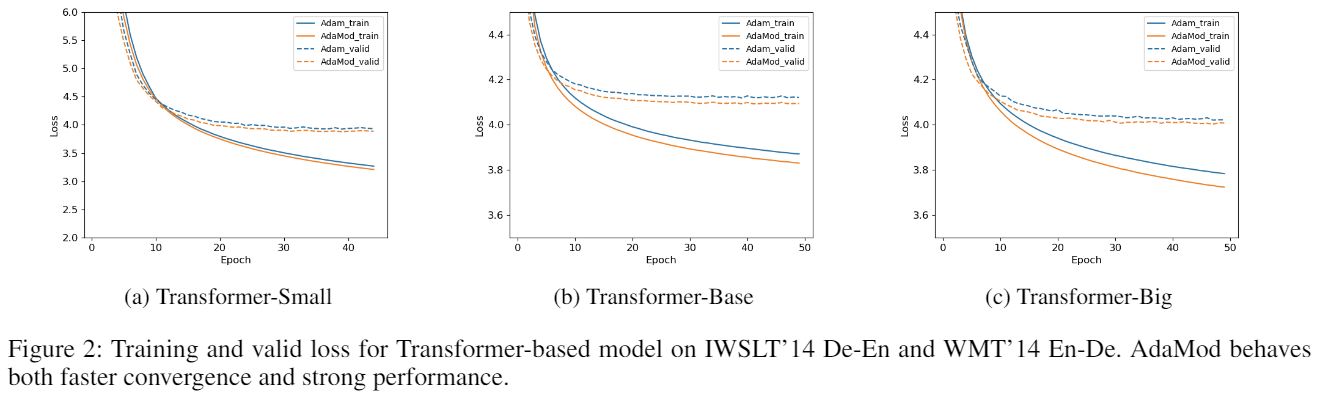 6.0
5.5
5.0
4.5
4.0
3.5
3.0
2.5
2.0
Loss
0
10
20
30
40
Epoch
Adam_train
AdaMod_train
Adam_valid
AdaMod_valid
(a) Transformer-Small
4.4
4.2
4.0
3.8
3.6
Loss
0
10
20
30
40
50
Epoch
Adam_train
AdaMod_train
Adam_valid
AdaMod_valid
(b) Transformer-Base
4.4
4.2
4.0
3.8
3.6
Loss
0
10
20
30
40
50
Epoch
Adam_train
AdaMod_train
Adam_valid
AdaMod_valid
(c) Transformer-Big
Figure 2: Training and valid loss for Transformer-based model on IWSLT’14 De-En and WMT’14 En-De. AdaMod behaves
both faster convergence and strong performance.